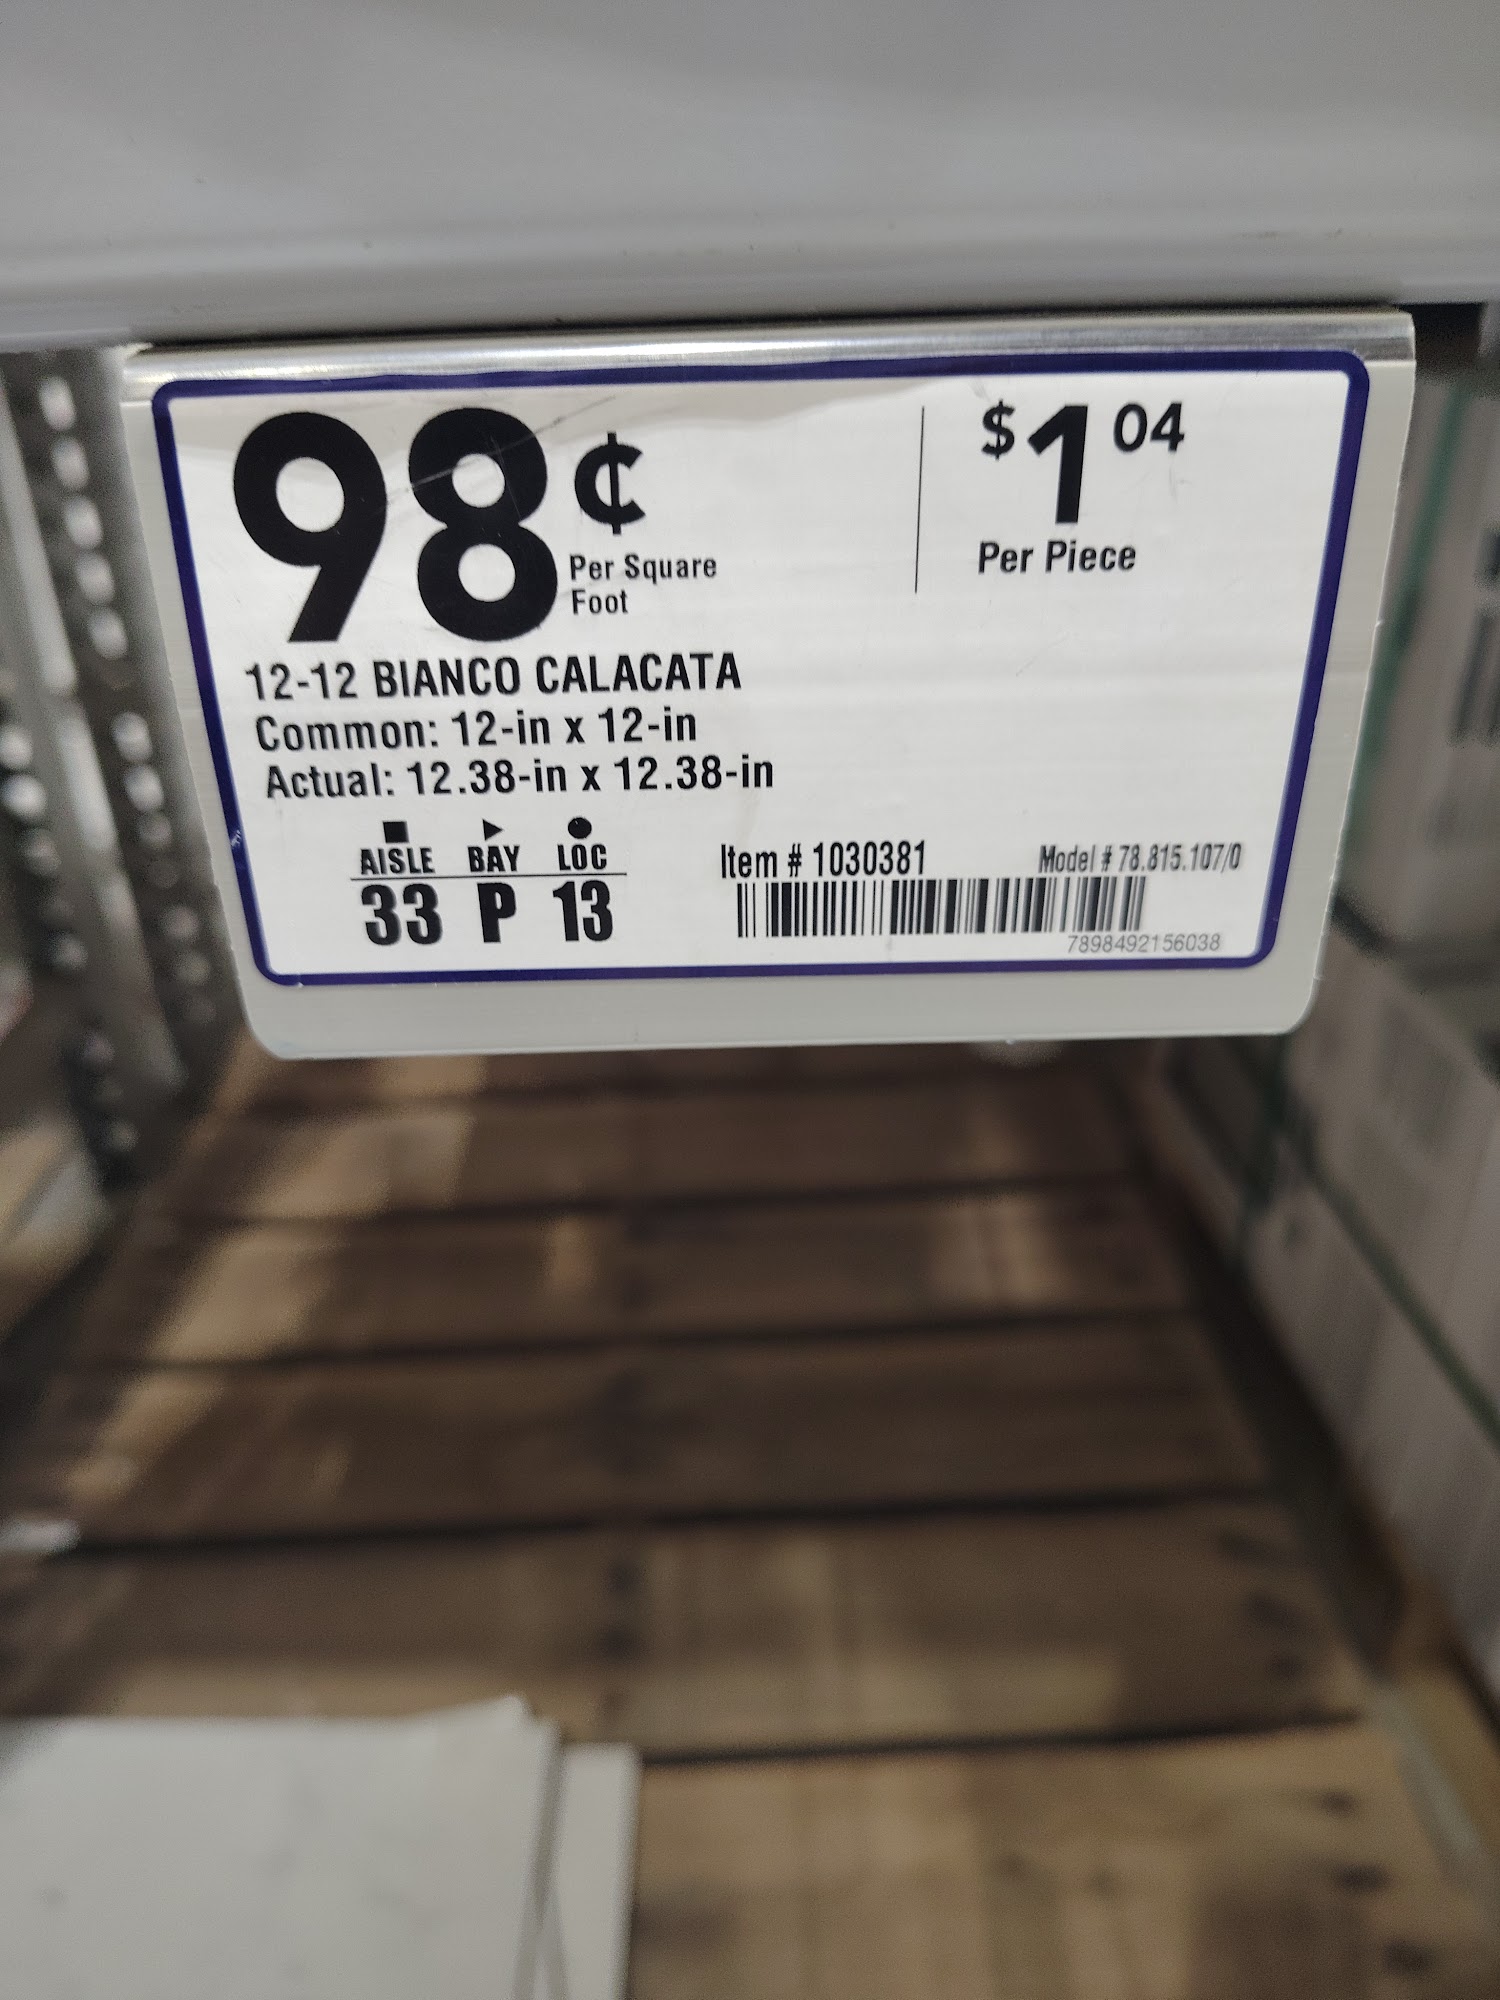 98¢
Per Square
Foot
$1 04
Per Piece
12-12 BIANCO CALACATA
Common: 12-in x 12-in
Actual: 12.38-in x 12.38-in
AISLE BAY LOC
33 P 13
Item # 1030381
Model # 78.815.107/0
7898492156038